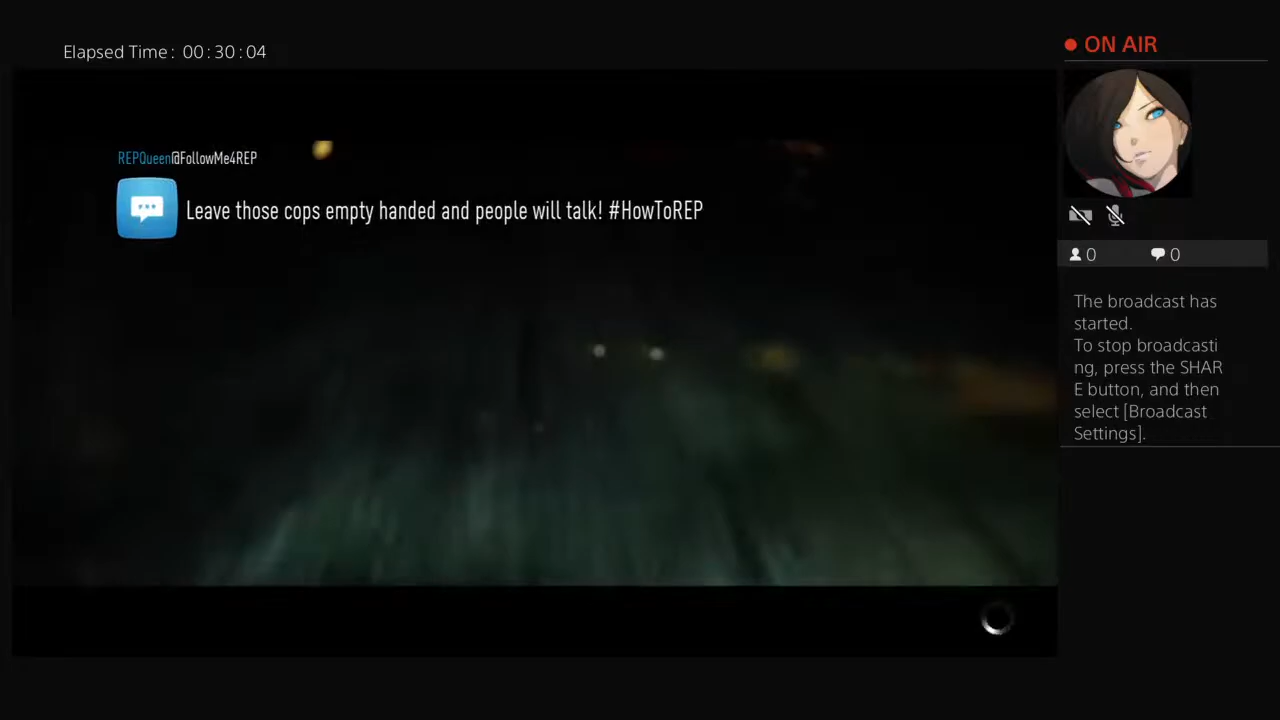 Elapsed Time: 00:30:04
ON AIR
REPQueen@FollowMe4REP
Leave those cops empty handed and people will talk! #HowToREP
0 0
The broadcast has
started.
To stop broadcasti
ng, press the SHAR
E button, and then
select [Broadcast
Settings].